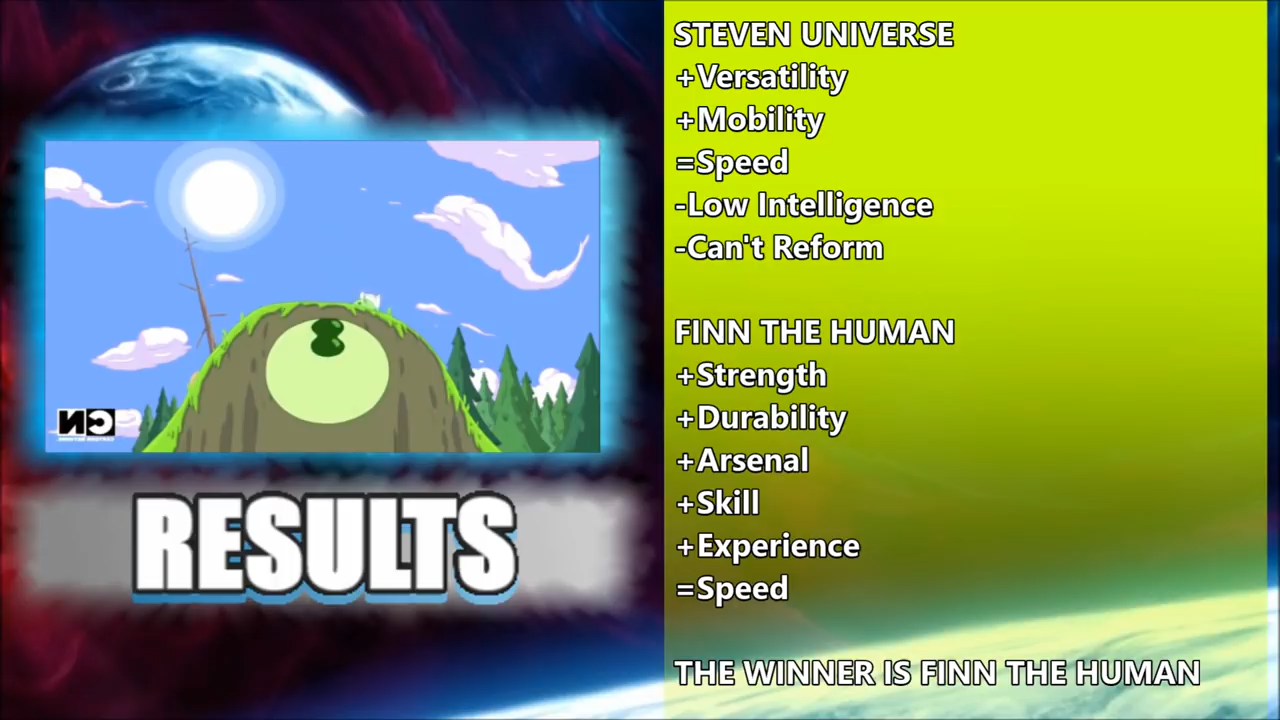 STEVEN UNIVERSE
+Versatility
+Mobility
=Speed
-Low Intelligence
-Can't Reform
FINN THE HUMAN
+Strength
+Durability
+Arsenal
+Skill
+Experience
=Speed
THE WINNER IS FINN THE HUMAN
RESULTS
CN